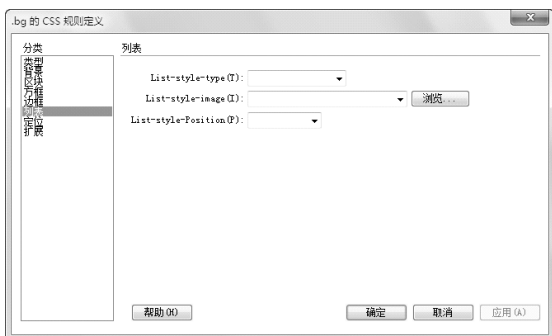 .bg 的 CSS 规则定义
分类
类型
背景
区块
方框
边框
列表
定位
扩展
列表
List-style-type(T):
List-style-image(I):
浏览...
List-style-Position(P):
帮助(H)
确定
取消
应用(A)